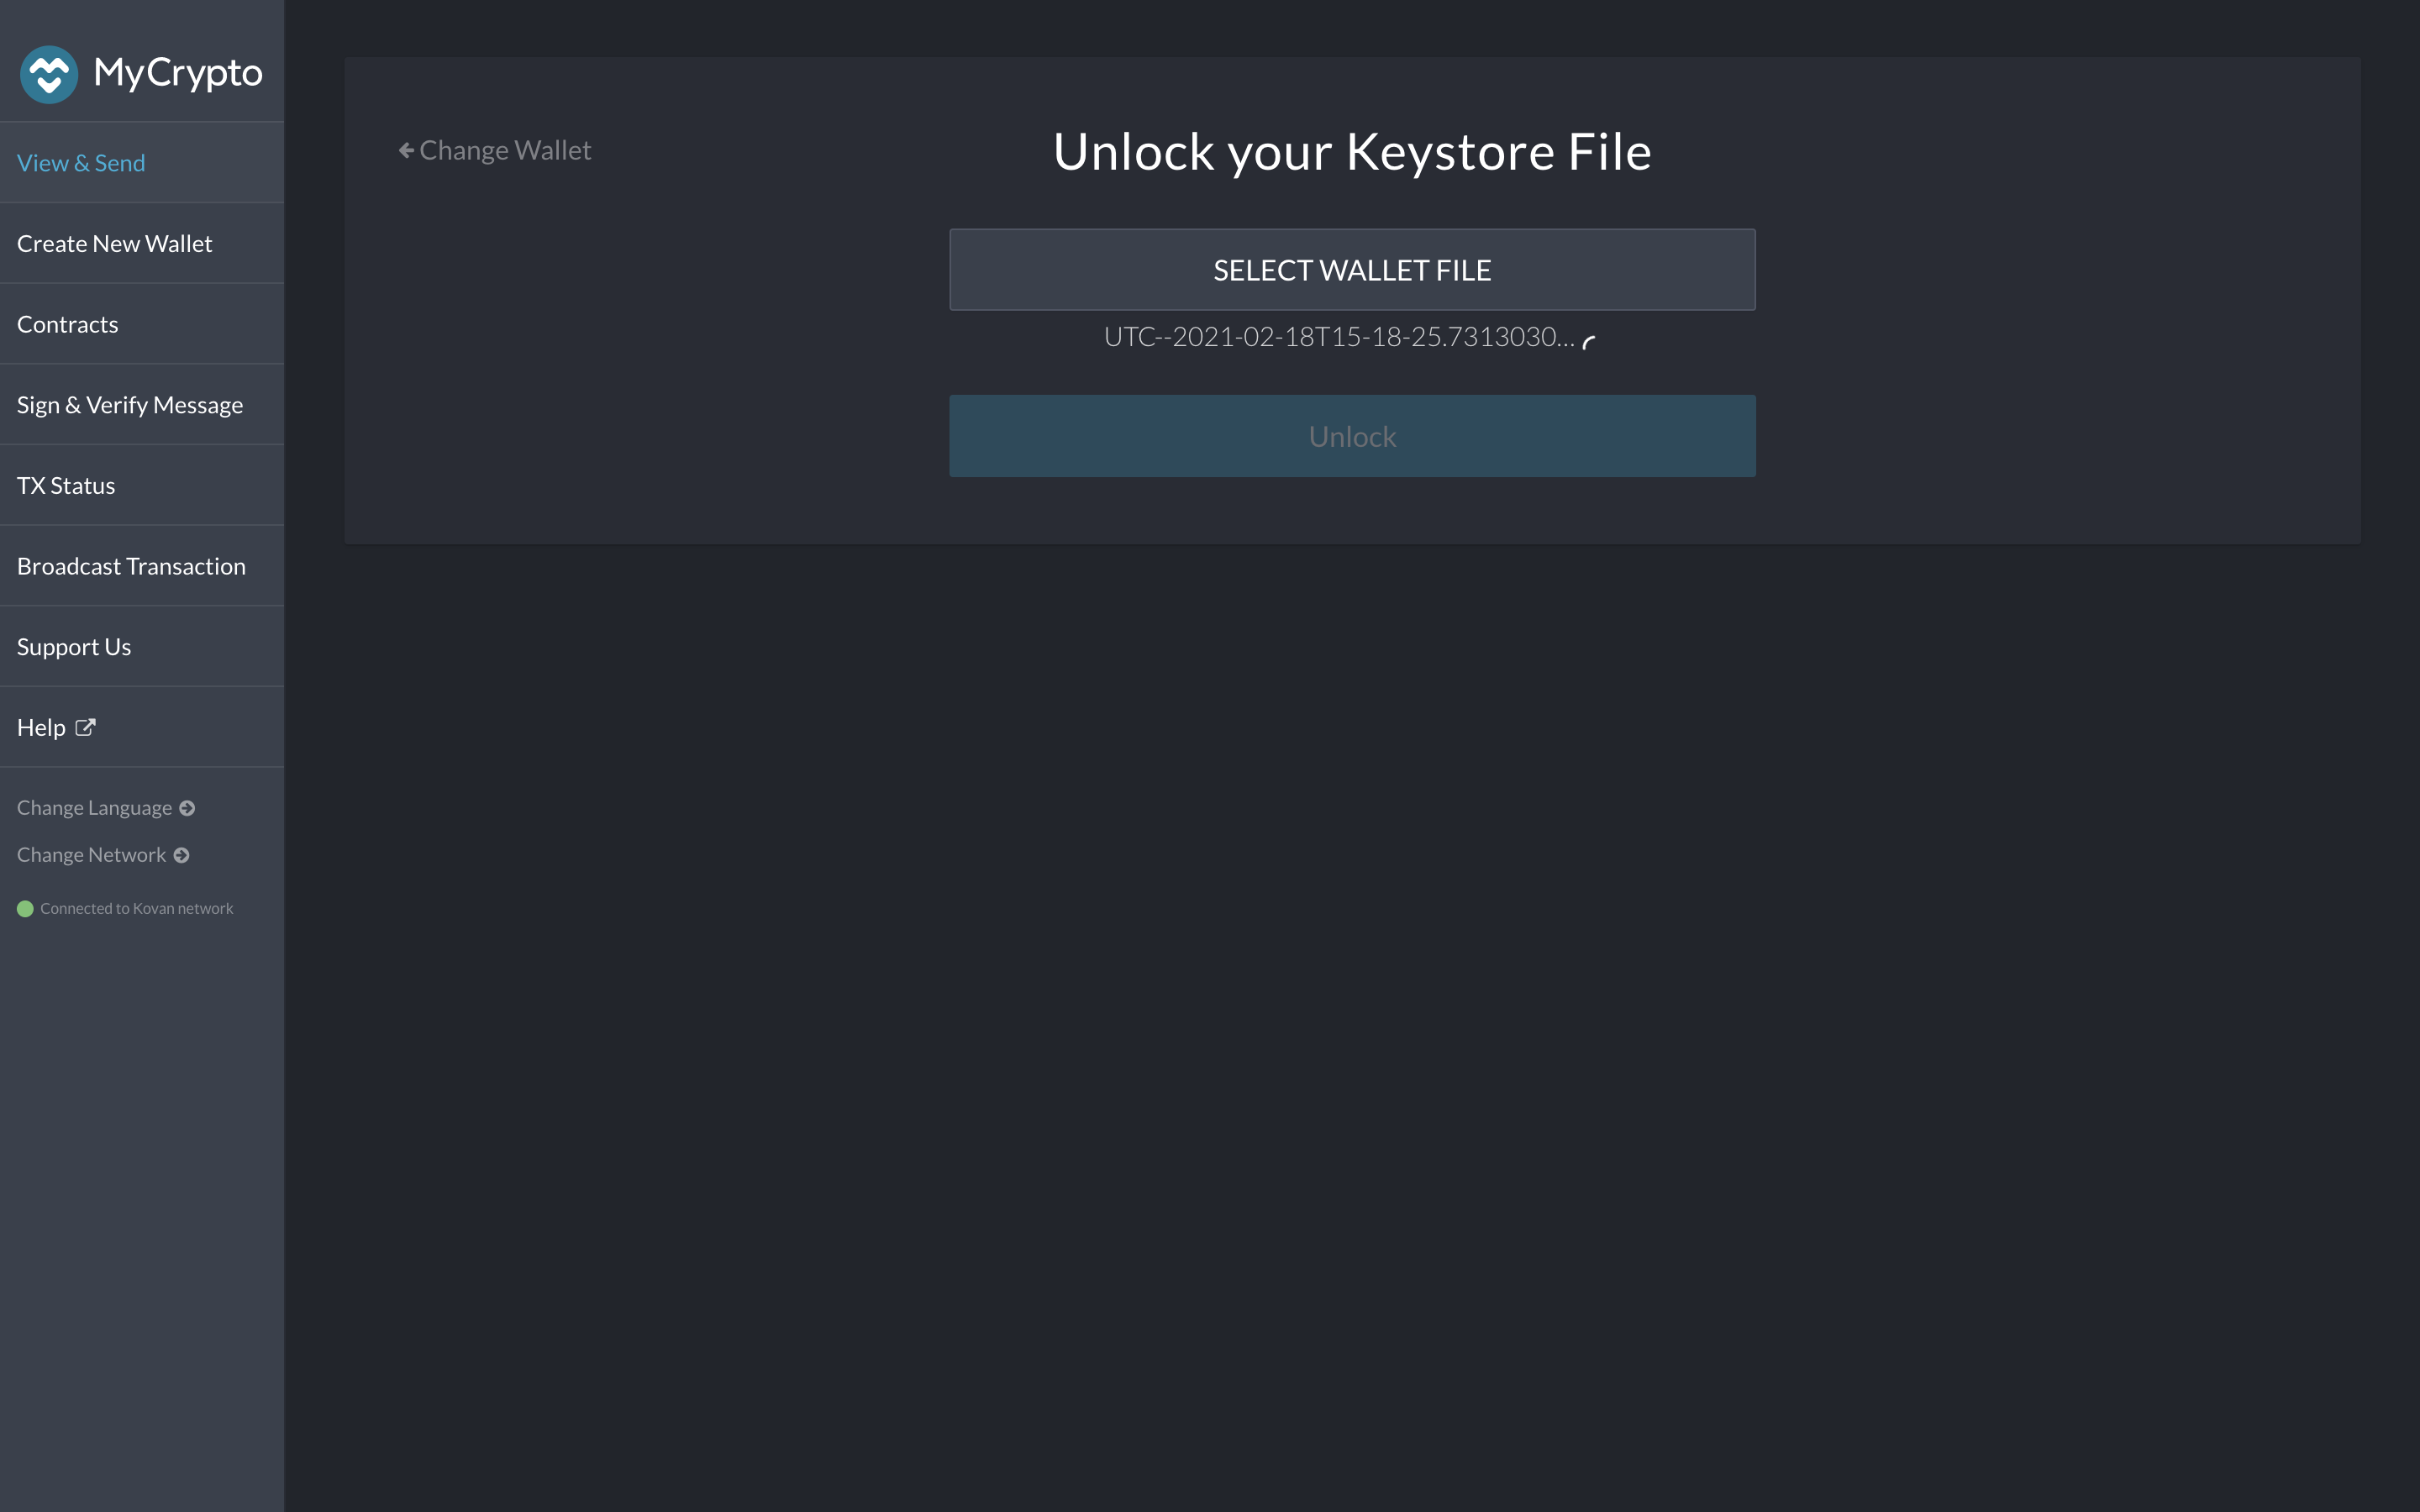 MyCrypto
View & Send
Create New Wallet
Contracts
Sign & Verify Message
TX Status
Broadcast Transaction
Support Us
Help
Change Language
Change Network
Connected to Kovan network
Change Wallet
Unlock your Keystore File
SELECT WALLET FILE
UTC--2021-02-18T15-18-25.7313030...
Unlock